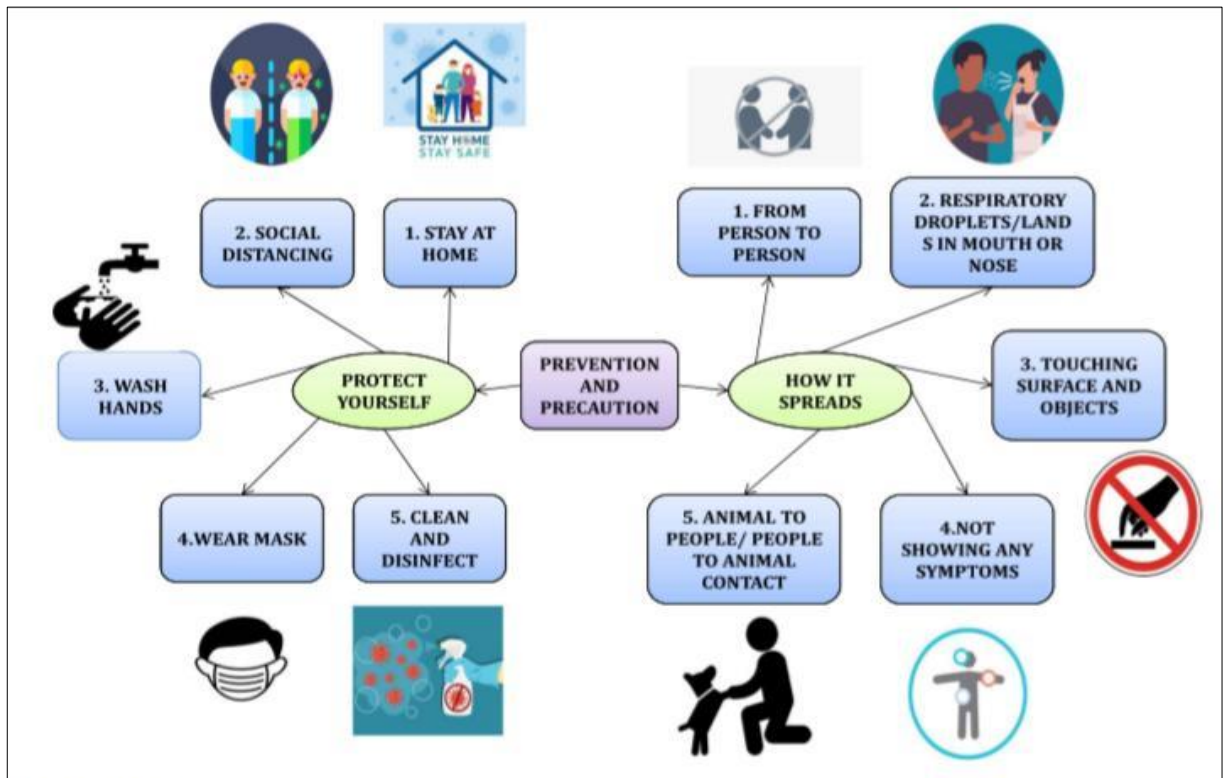 STAY HOME
STAY SAFE
2. SOCIAL
DISTANCING
1. STAY AT
HOME
1. FROM
PERSON TO
PERSON
2. RESPIRATORY
DROPLETS/LAND
S IN MOUTH OR
NOSE
3. WASH
HANDS
PROTECT
YOURSELF
PREVENTION
AND
PRECAUTION
HOW IT
SPREADS
3. TOUCHING
SURFACE AND
OBJECTS
4.WEAR MASK
5. CLEAN
AND
DISINFECT
5. ANIMAL TO
PEOPLE/ PEOPLE
TO ANIMAL
CONTACT
4.NOT
SHOWING ANY
SYMPTOMS